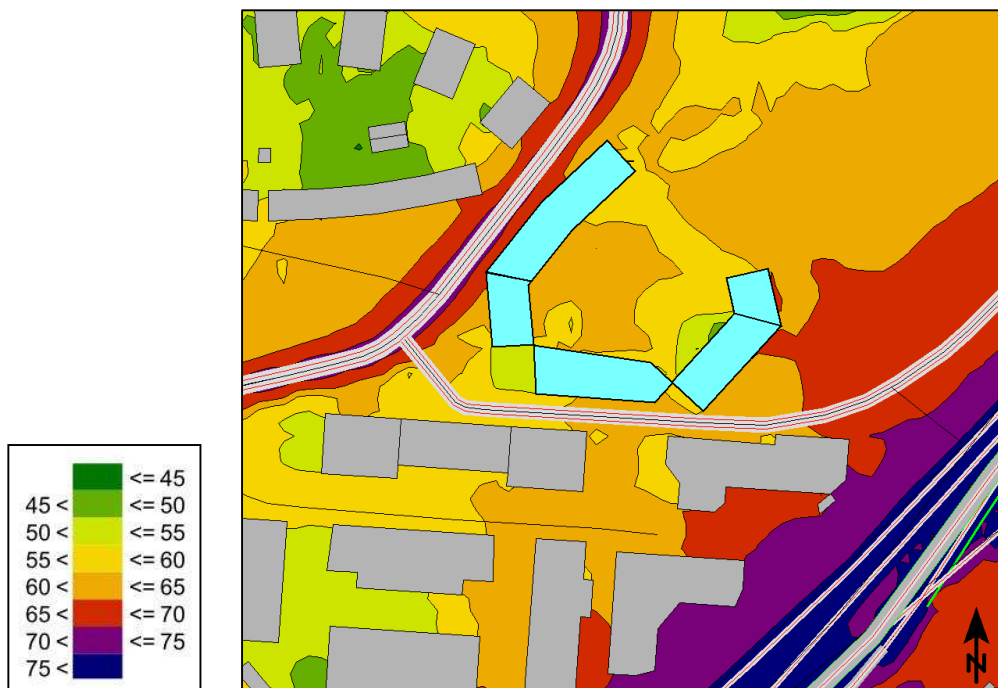 <= 45
45 < <= 50
50 < <= 55
55 < <= 60
60 < <= 65
65 < <= 70
70 < <= 75
75 <
N